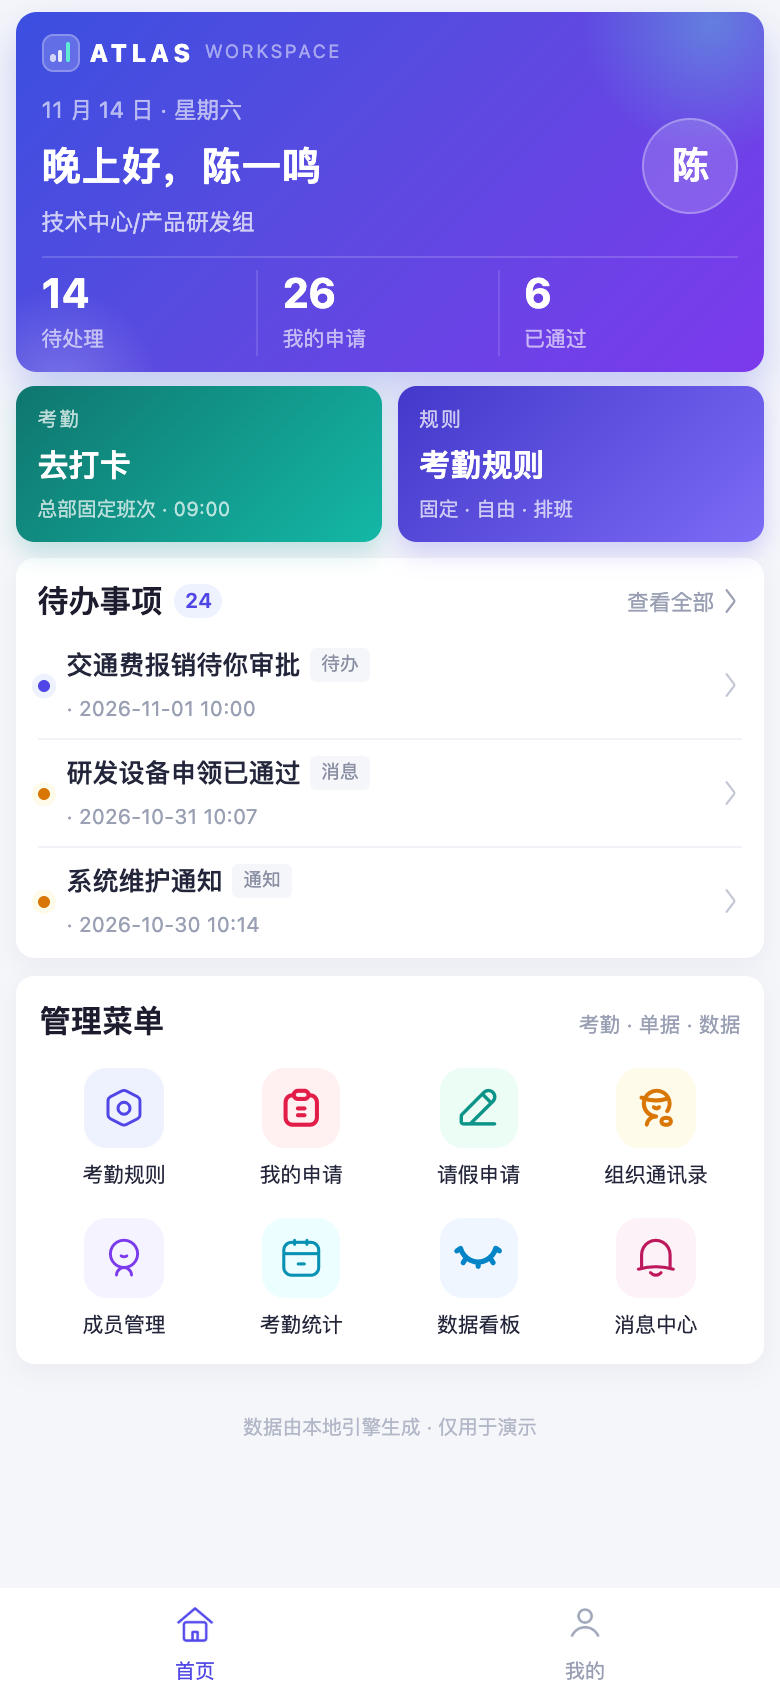 ATLAS WORKSPACE
11 月 14 日 · 星期六
晚上好，陈一鸣
陈
技术中心/产品研发组
14
待处理
26
我的申请
6
已通过
考勤
去打卡
总部固定班次 · 09:00
规则
考勤规则
固定 · 自由 · 排班
待办事项 24
查看全部
交通费报销待你审批 待办
· 2026-11-01 10:00
研发设备申领已通过 消息
· 2026-10-31 10:07
系统维护通知 通知
· 2026-10-30 10:14
管理菜单
考勤 · 单据 · 数据
考勤规则
我的申请
请假申请
组织通讯录
成员管理
考勤统计
数据看板
消息中心
数据由本地引擎生成 · 仅用于演示
首页
我的